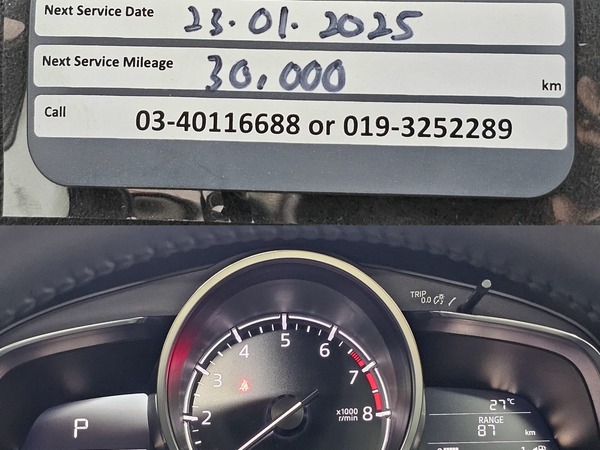 Next Service Date 23.01.2025
Next Service Mileage 30,000 km
Call 03-40116688 or 019-3252289
TRIP
0.0
5
4 6
3 7
2 8
x1000
r/min
P
27°C
RANGE
87 km